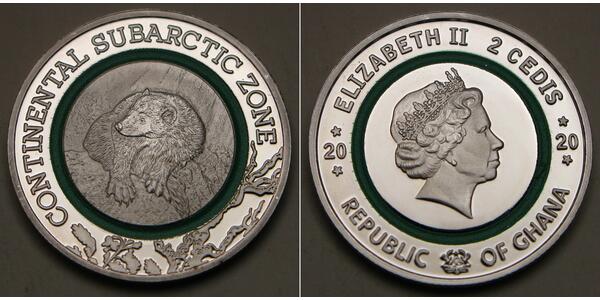 CONTINENTAL SUBARCTIC ZONE
ELIZABETH II 2 CEDIS
20 20
REPUBLIC OF GHANA